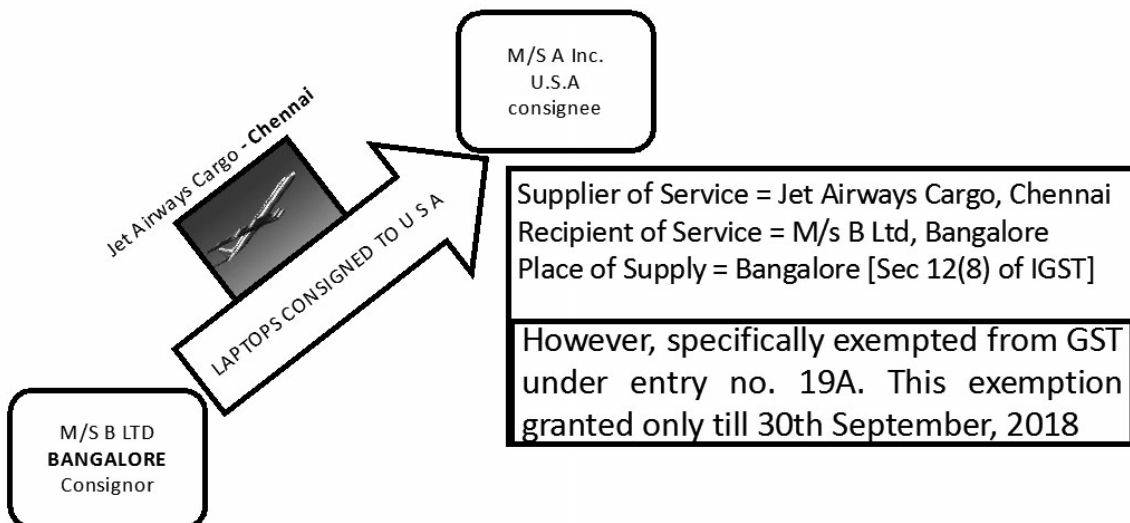 M/S A Inc.
U.S.A
consignee
Jet Airways Cargo - Chennai
LAPTOPS CONSIGNED TO U S A
Supplier of Service = Jet Airways Cargo, Chennai
Recipient of Service = M/s B Ltd, Bangalore
Place of Supply = Bangalore [Sec 12(8) of IGST]
However, specifically exempted from GST
under entry no. 19A. This exemption
granted only till 30th September, 2018
M/S B LTD
BANGALORE
Consignor